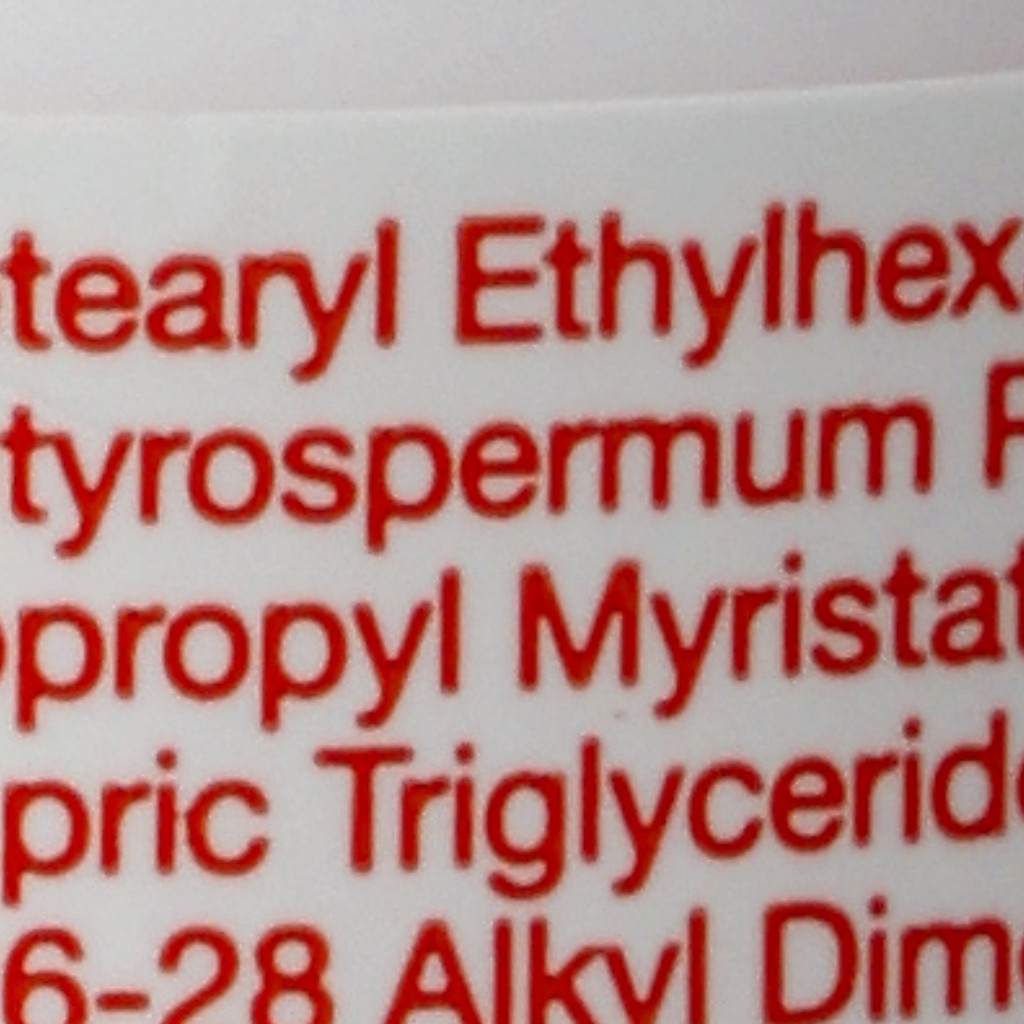 tearyl Ethylhex
tyrospermum
propyl Myristat
pric Triglycerid
6-28 Alkyl Dim